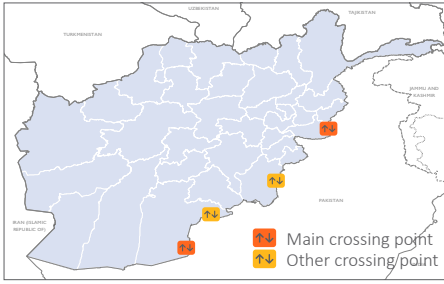 UZBEKISTAN
TAJIKISTAN
TURKMENISTAN
JAMMU AND
KASHMIR
PAKISTAN
IRAN (ISLAMIC
REPUBLIC OF)
Main crossing point
Other crossing point